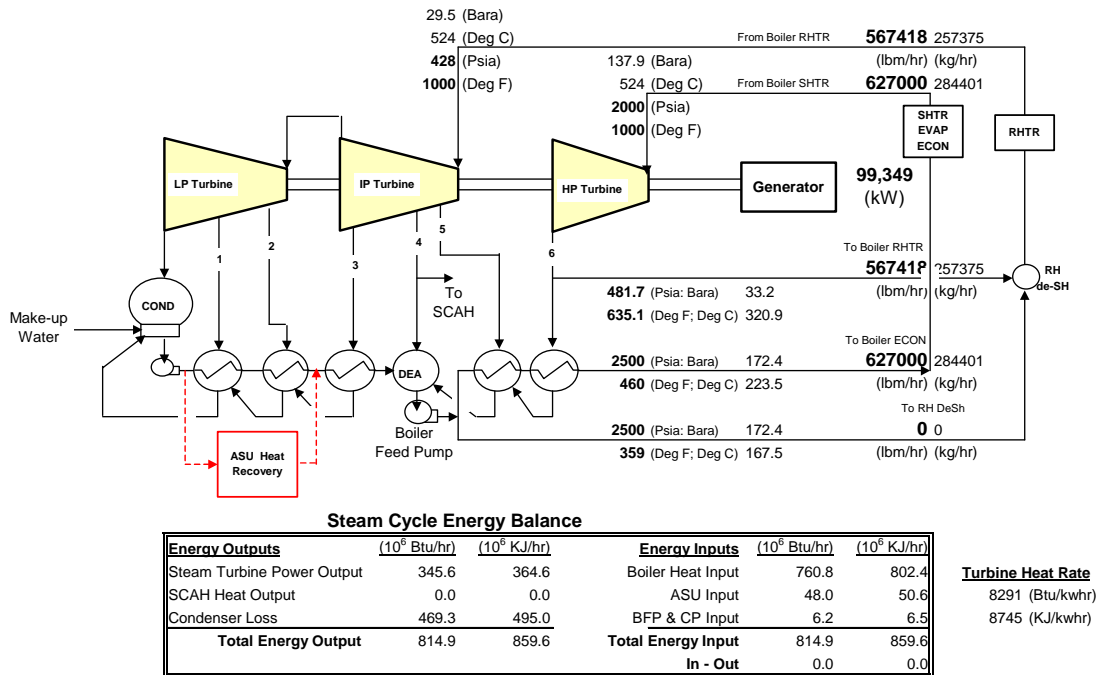 29.5 (Bara)
524 (Deg C)
428 (Psia)
1000 (Deg F)
From Boiler RHTR 567418 257375
(lbm/hr) (kg/hr)
137.9 (Bara)
524 (Deg C) From Boiler SHTR 627000 284401
2000 (Psia)
1000 (Deg F)
SHTR
EVAP
ECON
RHTR
LP Turbine
IP Turbine
HP Turbine
Generator
99,349
(kW)
1
2
3
4
5
6
To Boiler RHTR
567418 257375
(lbm/hr) (kg/hr)
RH
de-SH
To
SCAH
481.7 (Psia: Bara) 33.2
635.1 (Deg F; Deg C) 320.9
COND
Make-up
Water
DEA
To Boiler ECON
2500 (Psia: Bara) 172.4 627000 284401
460 (Deg F; Deg C) 223.5 (lbm/hr) (kg/hr)
To RH DeSh
2500 (Psia: Bara) 172.4 0 0
359 (Deg F; Deg C) 167.5 (lbm/hr) (kg/hr)
Boiler
Feed Pump
ASU Heat
Recovery
Steam Cycle Energy Balance
Energy Outputs (10⁶ Btu/hr) (10⁶ KJ/hr) Energy Inputs (10⁶ Btu/hr) (10⁶ KJ/hr)
Steam Turbine Power Output 345.6 364.6 Boiler Heat Input 760.8 802.4
SCAH Heat Output 0.0 0.0 ASU Input 48.0 50.6
Condenser Loss 469.3 495.0 BFP & CP Input 6.2 6.5
Total Energy Output 814.9 859.6 Total Energy Input 814.9 859.6
In - Out 0.0 0.0
Turbine Heat Rate
8291 (Btu/kwhr)
8745 (KJ/kwhr)